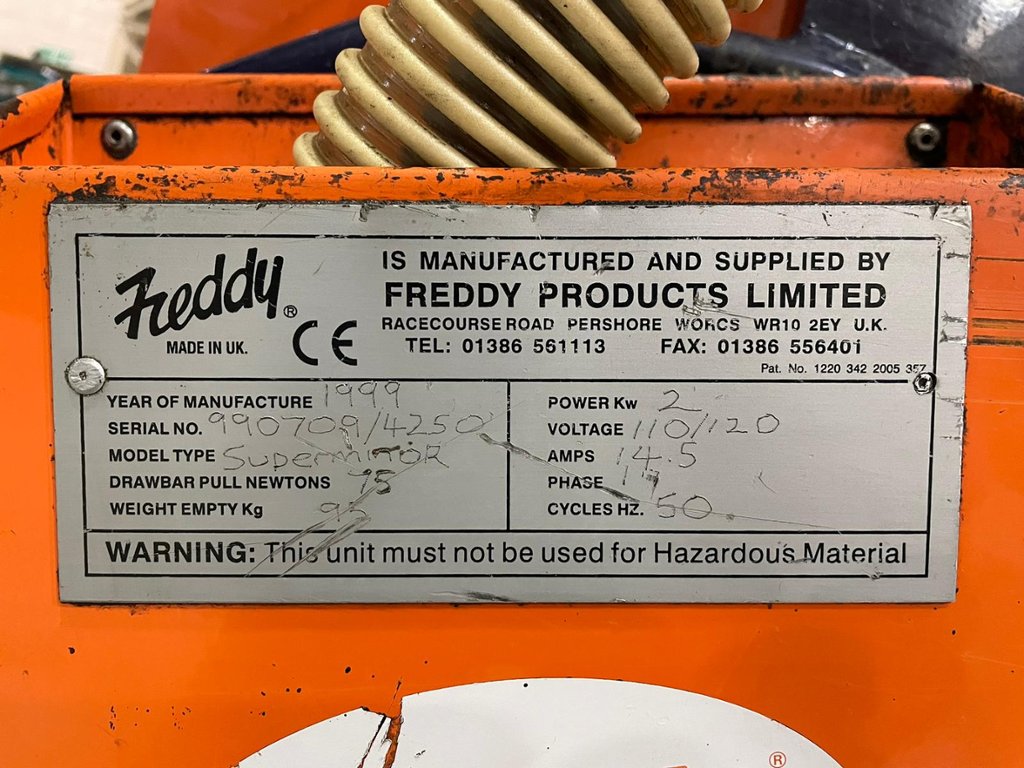 Freddy®
MADE IN UK.
CE
IS MANUFACTURED AND SUPPLIED BY
FREDDY PRODUCTS LIMITED
RACECOURSE ROAD PERSHORE WORCS WR10 2EY U.K.
TEL: 01386 561113 FAX: 01386 556401
Pat. No. 1220 342 2005 357
YEAR OF MANUFACTURE 1999
SERIAL NO. 990709/4250
MODEL TYPE SUPERMITOR
DRAWBAR PULL NEWTONS 75
WEIGHT EMPTY Kg 95
POWER Kw 2
VOLTAGE 110/120
AMPS 14.5
PHASE
CYCLES HZ. 50
WARNING: This unit must not be used for Hazardous Material
®